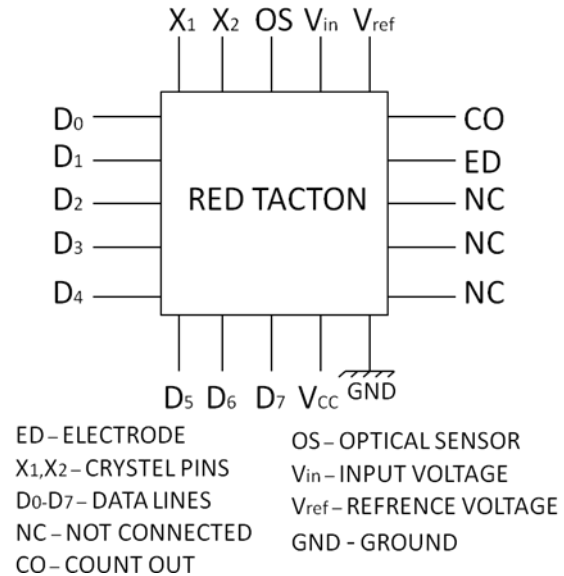 X1 X2 OS Vin Vref
D0 CO
D1 ED
D2 RED TACTON NC
D3 NC
D4 NC
D5 D6 D7 VCC GND
ED – ELECTRODE
X1,X2 – CRYSTEL PINS
D0-D7 – DATA LINES
NC – NOT CONNECTED
CO – COUNT OUT
OS – OPTICAL SENSOR
Vin – INPUT VOLTAGE
Vref – REFRENCE VOLTAGE
GND - GROUND